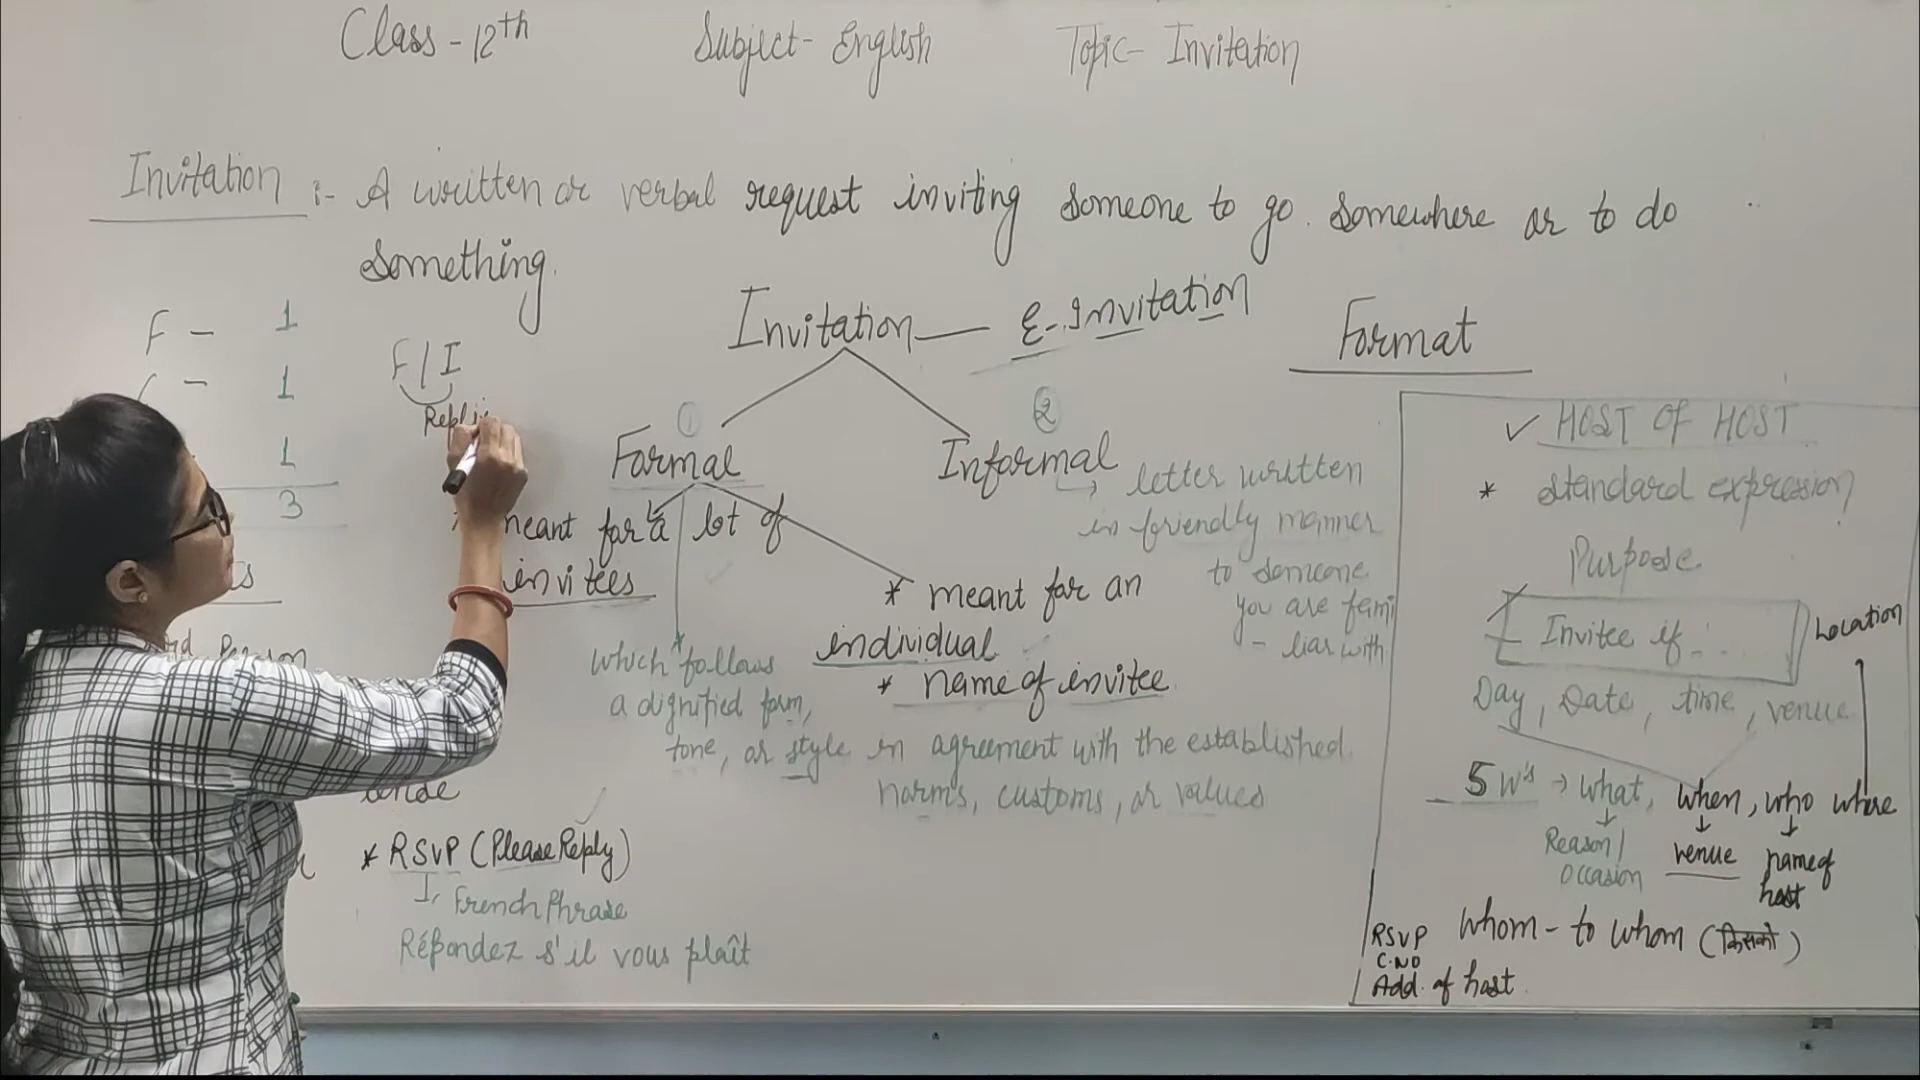 Class - 12th
Subject - English
Topic - Invitation
Invitation :- A written or verbal request inviting someone to go somewhere or to do
something.
F - 1
- 1
1
3
F/I
Repli
Invitation — E-Invitation
① Formal
② Informal
meant for a lot of
invitees
* meant for an
individual
* name of invitee
* which follows
a dignified form,
tone, or style in agreement with the established
norms, customs, or values
→ letter written
in friendly manner
to someone
you are fami
- liar with
Person
* RSVP (Please Reply)
French Phrase
Répondez s'il vous plaît
Format
✓ HOST OF HOST
* standard expression
Purpose
Invitee if
Location
Day, Date, time, venue
5 W's → what, when, who where
Reason/
Occasion
venue
name of
host
Whom - to whom (किसको)
RSVP
C.NO
Add. of host